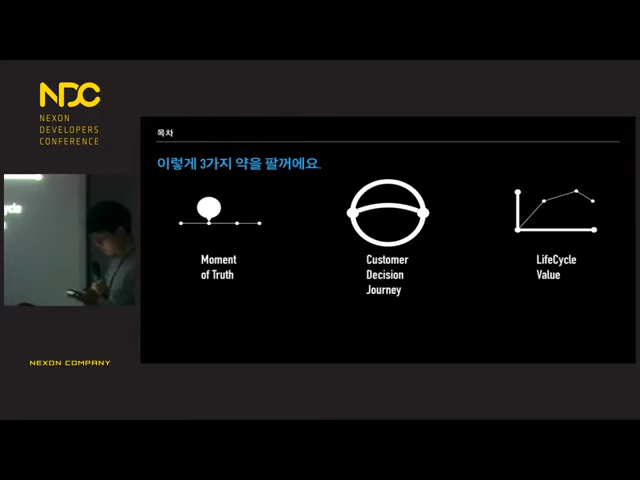 NDC
NEXON
DEVELOPERS
CONFERENCE
목차
이렇게 3가지 약을 팔꺼에요.
Moment
of Truth
Customer
Decision
Journey
LifeCycle
Value
NEXON COMPANY